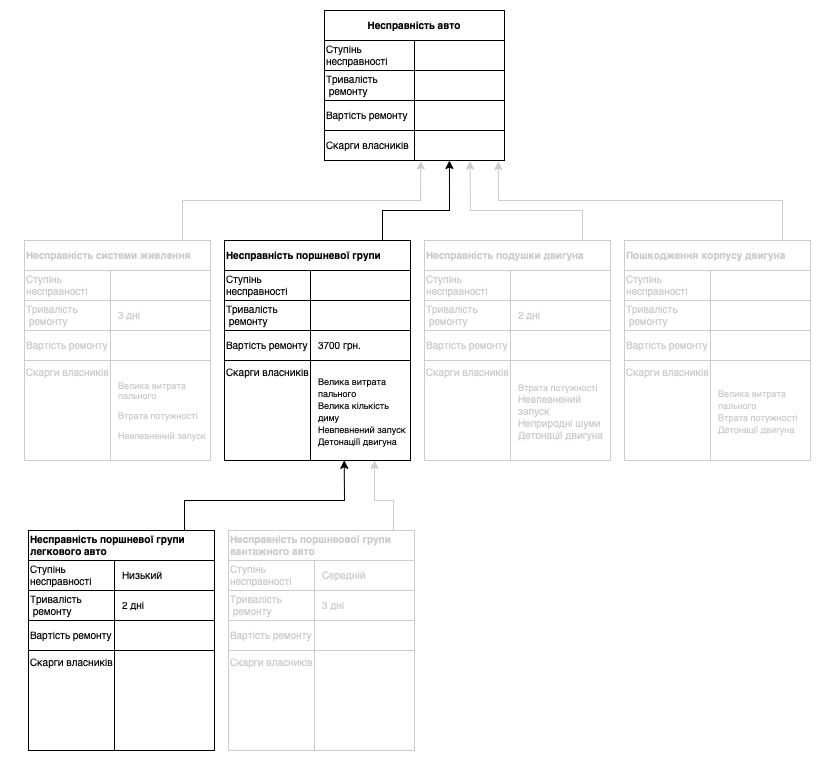 Несправність авто
Ступінь
несправності
Тривалість
ремонту
Вартість ремонту
Скарги власників
Несправність системи живлення
Ступінь
несправності
Тривалість
ремонту
3 дні
Вартість ремонту
Скарги власників
Велика витрата
пального
Втрата потужності
Невпевнений запуск
Несправність поршневої групи
Ступінь
несправності
Тривалість
ремонту
Вартість ремонту
3700 грн.
Скарги власників
Велика витрата
пального
Велика кількість
диму
Невпевнений запуск
Детонаціїї двигуна
Несправність подушки двигуна
Ступінь
несправності
Тривалість
ремонту
2 дні
Вартість ремонту
Скарги власників
Втрата потужності
Невпевнений
запуск
Неприродні шуми
Детонації двигуна
Пошкодження корпусу двигуна
Ступінь
несправності
Тривалість
ремонту
Вартість ремонту
Скарги власників
Велика витрата
пального
Втрата потужності
Детонації двигуна
Несправність поршневої групи
легкового авто
Ступінь
несправності
Низький
Тривалість
ремонту
2 дні
Вартість ремонту
Скарги власників
Несправність поршнеової групи
вантажного авто
Ступінь
несправності
Середній
Тривалість
ремонту
3 дні
Вартість ремонту
Скарги власників